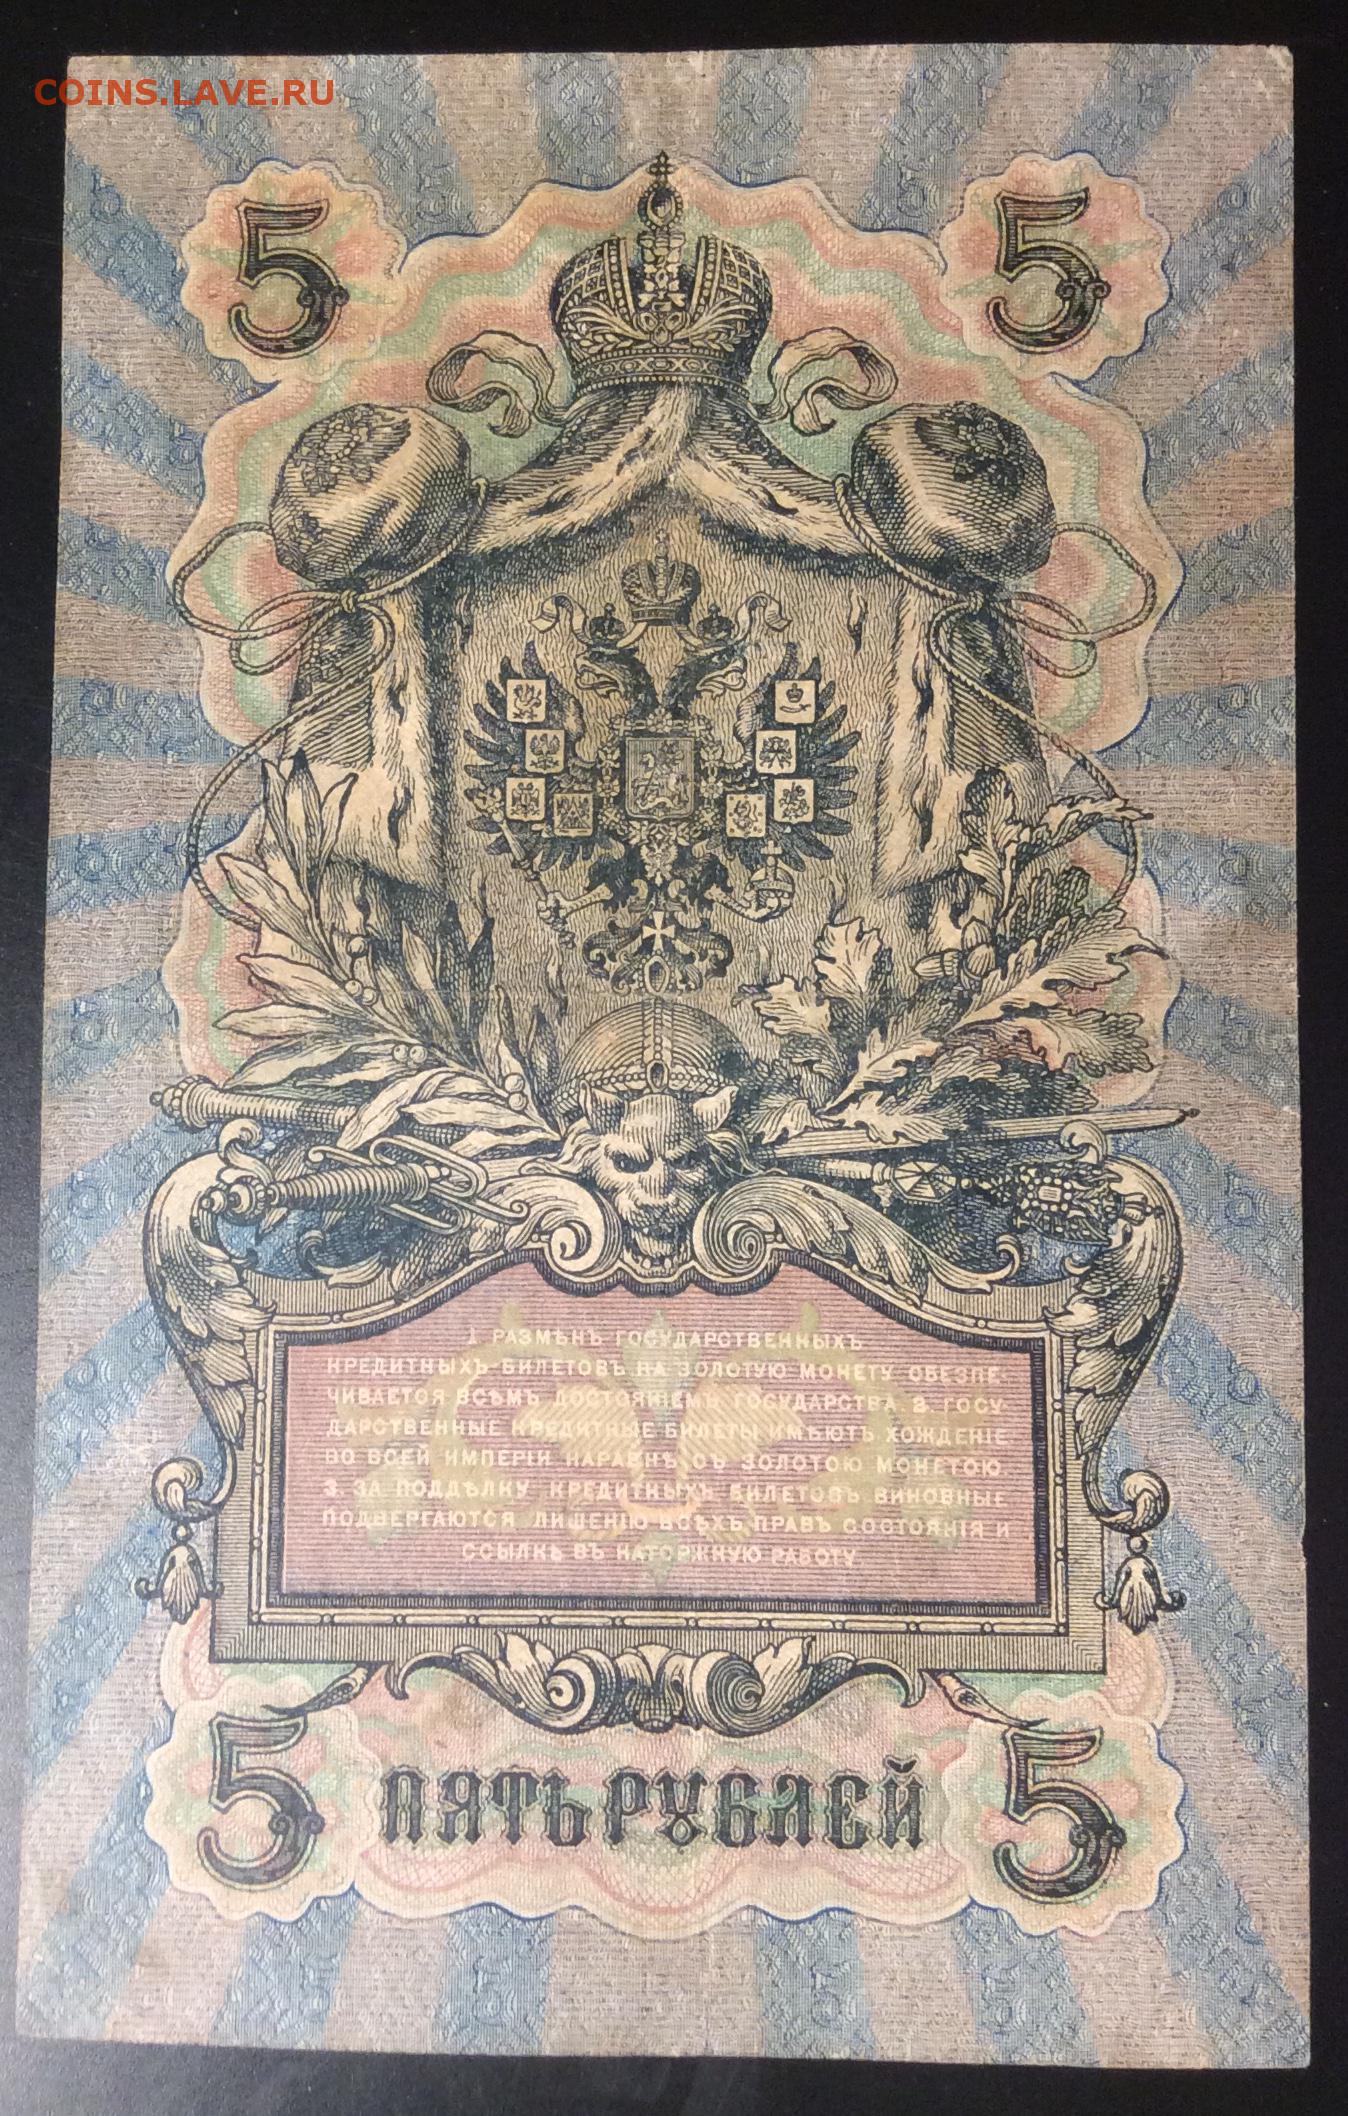 COINS.LAVE.RU
5 5
1. РАЗМѢНЪ ГОСУДАРСТВЕННЫХЪ
КРЕДИТНЫХЪ БИЛЕТОВЪ НА ЗОЛОТУЮ МОНЕТУ ОБЕЗПЕ-
ЧИВАЕТСЯ ВСѢМЪ ДОСТОЯНІЕМЪ ГОСУДАРСТВА. 2. ГОСУ-
ДАРСТВЕННЫЕ КРЕДИТНЫЕ БИЛЕТЫ ИМѢЮТЪ ХОЖДЕНІЕ
ВО ВСЕЙ ИМПЕРІИ НАРАВНѢ СЪ ЗОЛОТОЮ МОНЕТОЮ.
3. ЗА ПОДДѢЛКУ КРЕДИТНЫХЪ БИЛЕТОВЪ ВИНОВНЫЕ
ПОДВЕРГАЮТСЯ ЛИШЕНІЮ ВСѢХЪ ПРАВЪ СОСТОЯНІЯ И
ССЫЛКѢ ВЪ КАТОРЖНУЮ РАБОТУ.
5 ПЯТЬ РУБЛЕЙ 5